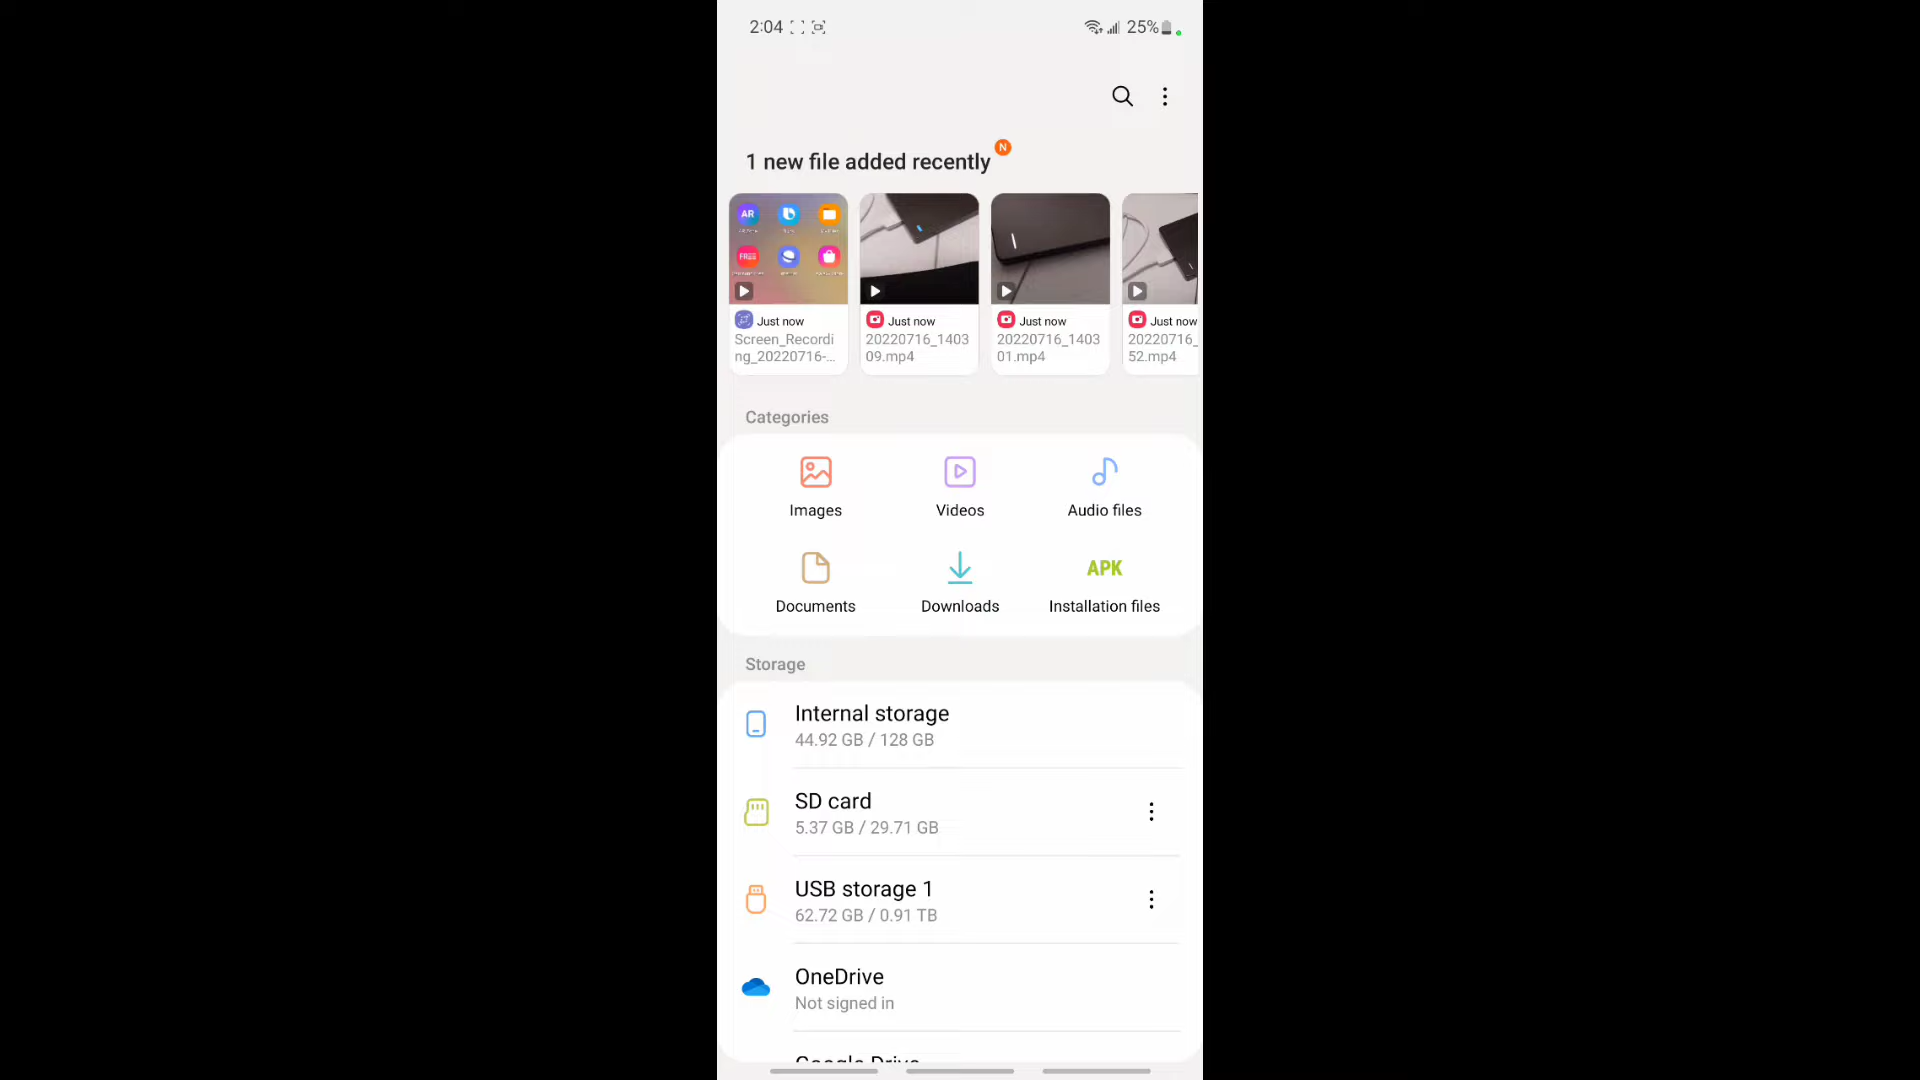 2:04
25%
1 new file added recently
N
AR
FREE
Just now
Screen_Recordi
ng_20220716-...
Just now
20220716_1403
09.mp4
Just now
20220716_1403
01.mp4
Just now
20220716_
52.mp4
Categories
Images
Videos
Audio files
Documents
Downloads
APK
Installation files
Storage
Internal storage
44.92 GB / 128 GB
SD card
5.37 GB / 29.71 GB
USB storage 1
62.72 GB / 0.91 TB
OneDrive
Not signed in
Google Drive